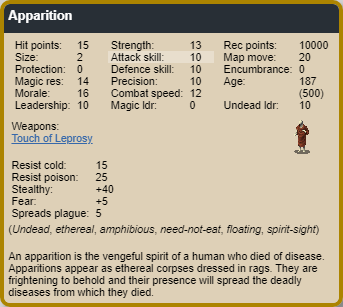 Apparition
Hit points: 15 Strength: 13 Rec points: 10000
Size: 2 Attack skill: 10 Map move: 20
Protection: 0 Defence skill: 10 Encumbrance: 0
Magic res: 14 Precision: 10 Age: 187
Morale: 16 Combat speed: 12 (500)
Leadership: 10 Magic ldr: 0 Undead ldr: 10
Weapons:
Touch of Leprosy
Resist cold: 15
Resist poison: 25
Stealthy: +40
Fear: +5
Spreads plague: 5
(Undead, ethereal, amphibious, need-not-eat, floating, spirit-sight)
An apparition is the vengeful spirit of a human who died of disease.
Apparitions appear as ethereal corpses dressed in rags. They are
frightening to behold and their presence will spread the deadly
diseases from which they died.